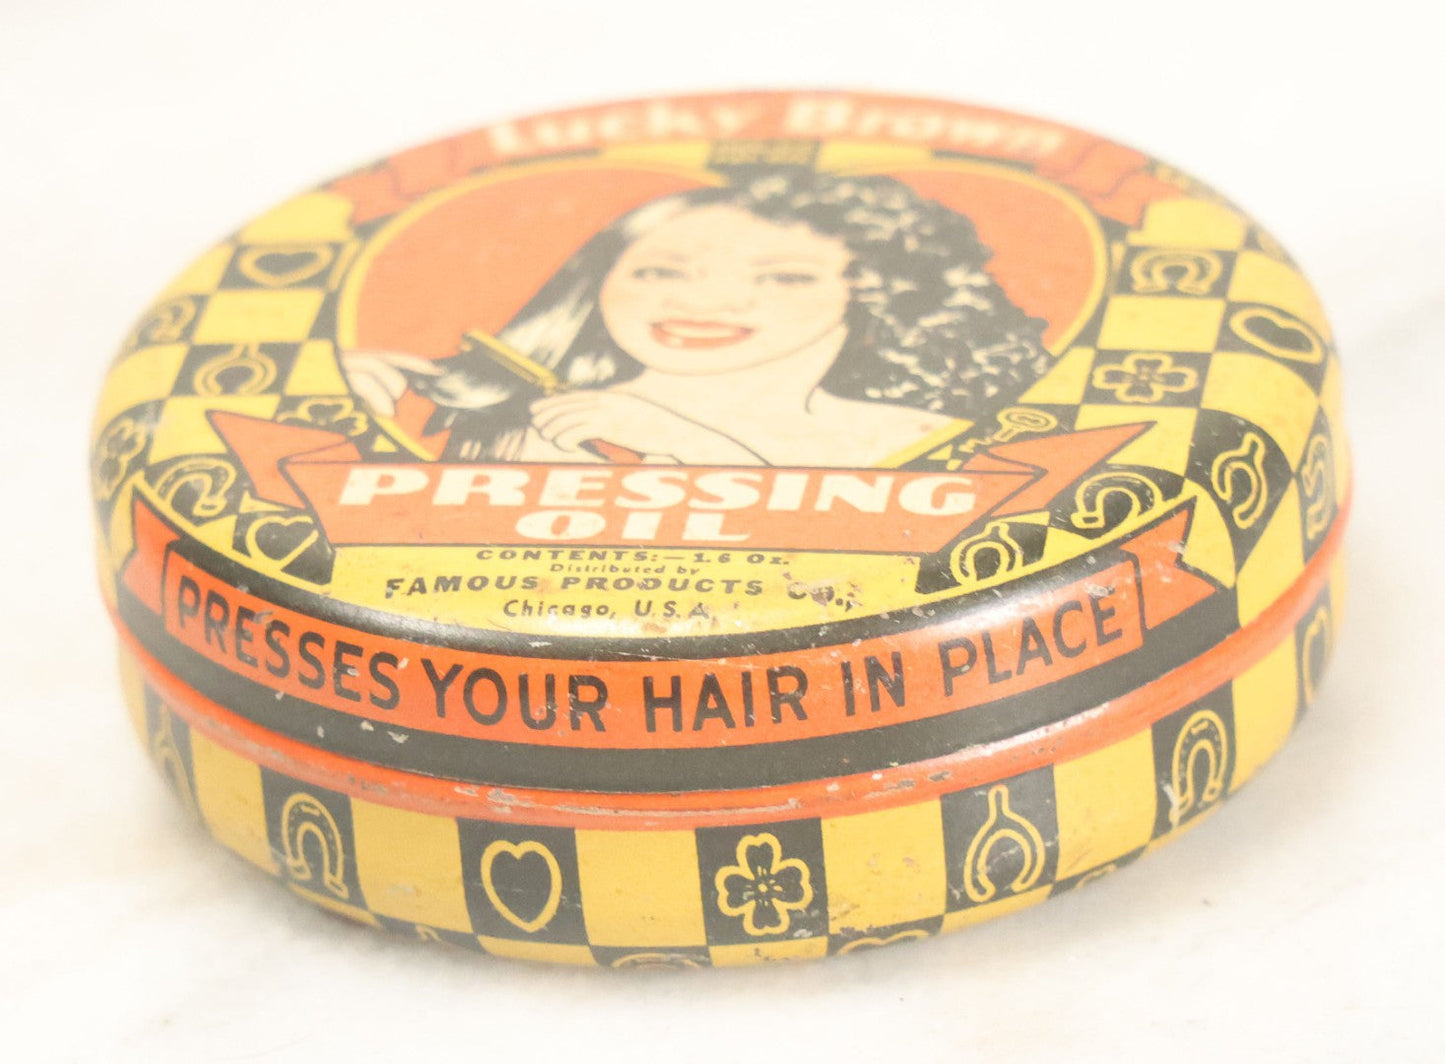 Lucky Brown
PRESSING
OIL
CONTENTS:—1.6 Oz.
Distributed by
FAMOUS PRODUCTS Co.,
Chicago, U.S.A.
PRESSES YOUR HAIR IN PLACE